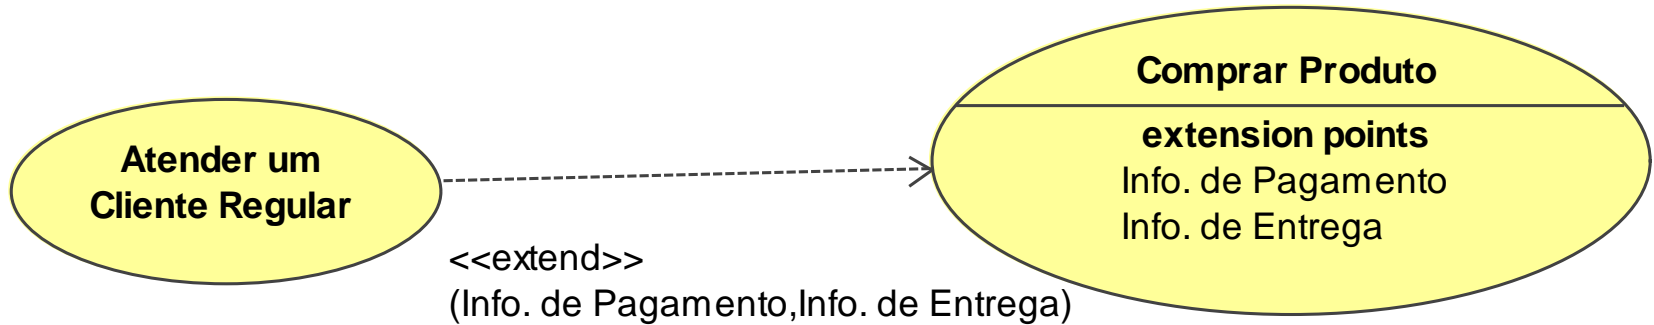 Atender um
Cliente Regular
<<extend>>
(Info. de Pagamento,Info. de Entrega)
Comprar Produto
extension points
Info. de Pagamento
Info. de Entrega